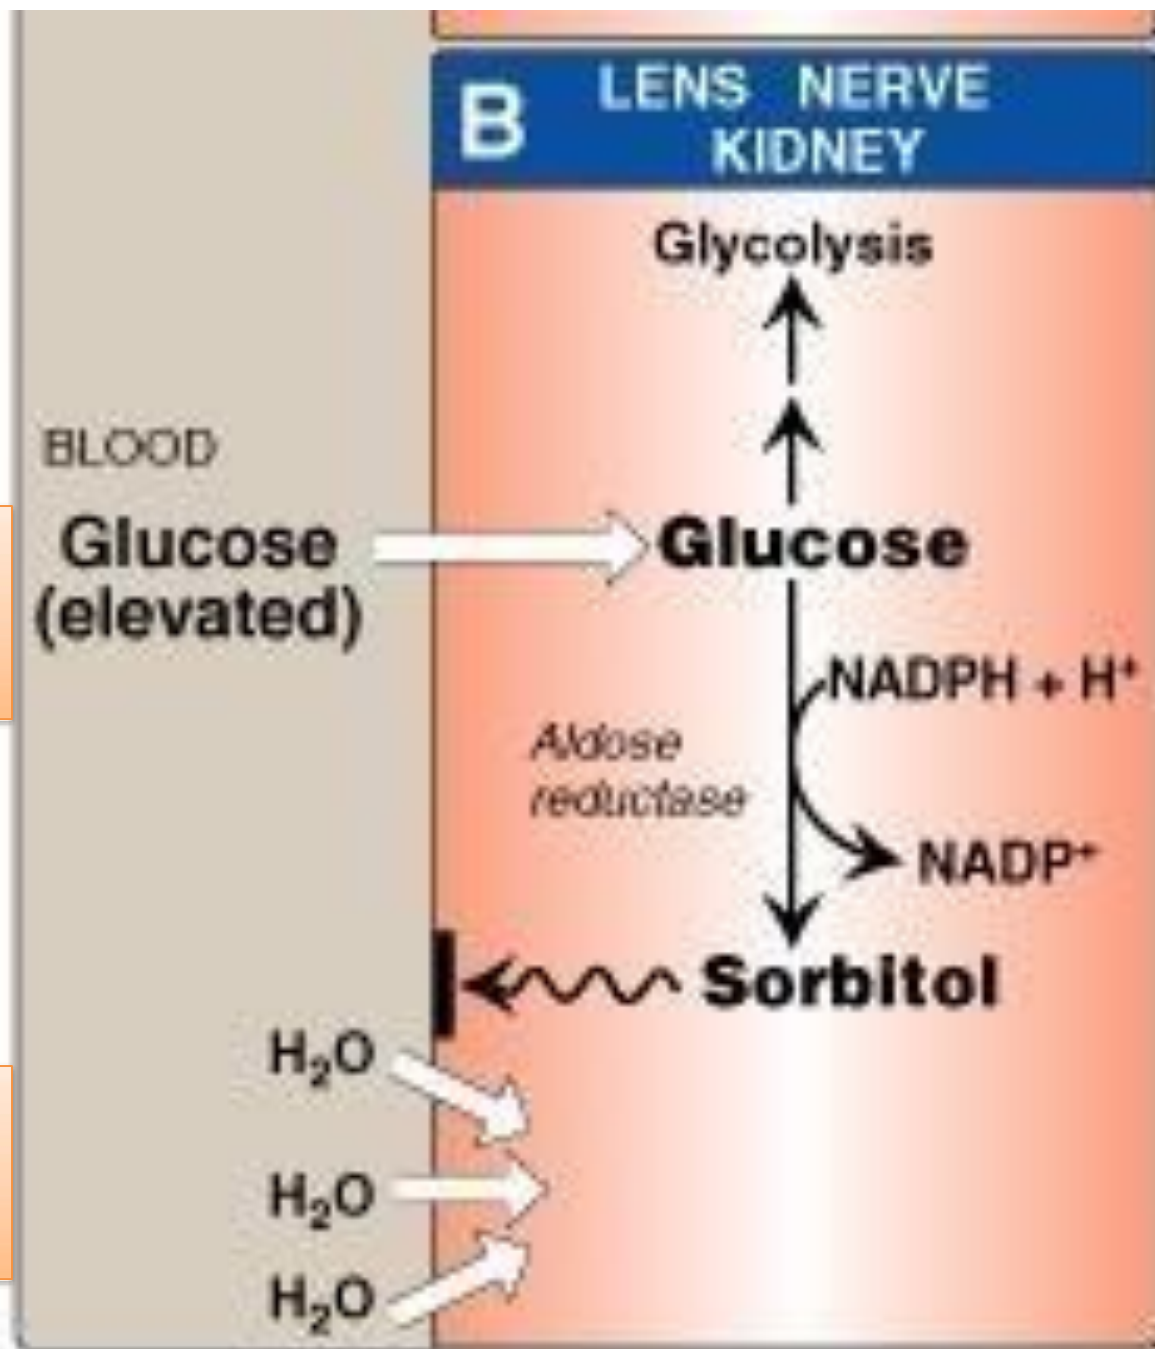 B
LENS NERVE
KIDNEY
Glycolysis
BLOOD
Glucose
(elevated)
Glucose
NADPH + H⁺
Aldose
reductase
NADP⁺
Sorbitol
H₂O
H₂O
H₂O